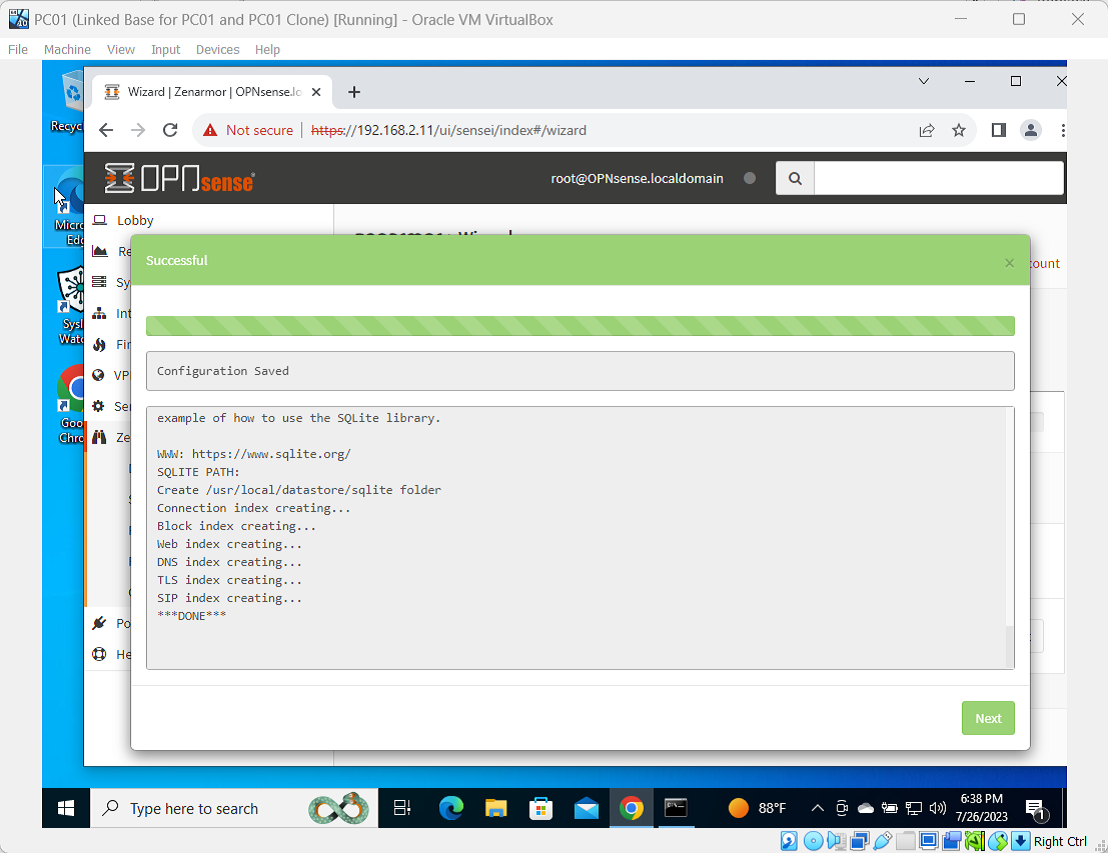 PC01 (Linked Base for PC01 and PC01 Clone) [Running] - Oracle VM VirtualBox
File Machine View Input Devices Help
Recyc
Wizard | Zenarmor | OPNsense.lo
Not secure https://192.168.2.11/ui/sensei/index#/wizard
OPNsense
root@OPNsense.localdomain
Micro
Edg
Lobby
Re
Sy
Int
Fir
VPI
Ser
Ze
Po
He
Sysl
Watc
Goo
Chro
Wizard
count
Successful
×
Configuration Saved
example of how to use the SQLite library.
WWW: https://www.sqlite.org/
SQLITE PATH:
Create /usr/local/datastore/sqlite folder
Connection index creating...
Block index creating...
Web index creating...
DNS index creating...
TLS index creating...
SIP index creating...
***DONE***
Next
Type here to search
88°F
6:38 PM
7/26/2023
1
Right Ctrl